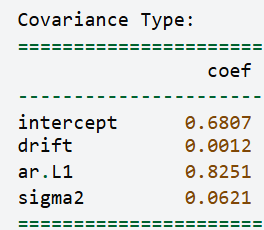 Covariance Type:
======================
coef
----------------------
intercept 0.6807
drift 0.0012
ar.L1 0.8251
sigma2 0.0621
======================